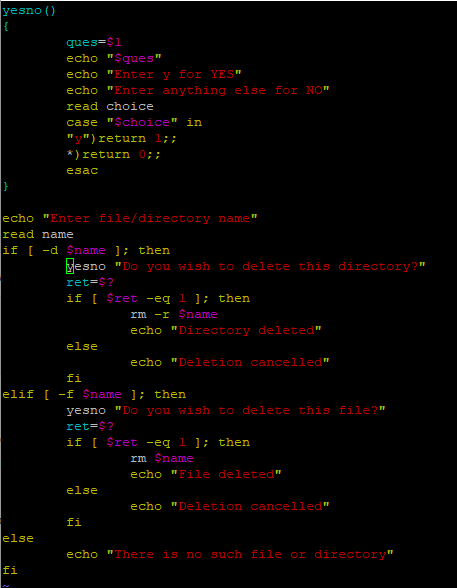 yesno()
{
        ques=$1
        echo "$ques"
        echo "Enter y for YES"
        echo "Enter anything else for NO"
        read choice
        case "$choice" in
        "y")return 1;;
        *)return 0;;
        esac
}

echo "Enter file/directory name"
read name
if [ -d $name ]; then
        yesno "Do you wish to delete this directory?"
        ret=$?
        if [ $ret -eq 1 ]; then
                rm -r $name
                echo "Directory deleted"
        else
                echo "Deletion cancelled"
        fi
elif [ -f $name ]; then
        yesno "Do you wish to delete this file?"
        ret=$?
        if [ $ret -eq 1 ]; then
                rm $name
                echo "File deleted"
        else
                echo "Deletion cancelled"
        fi
else
        echo "There is no such file or directory"
fi
~